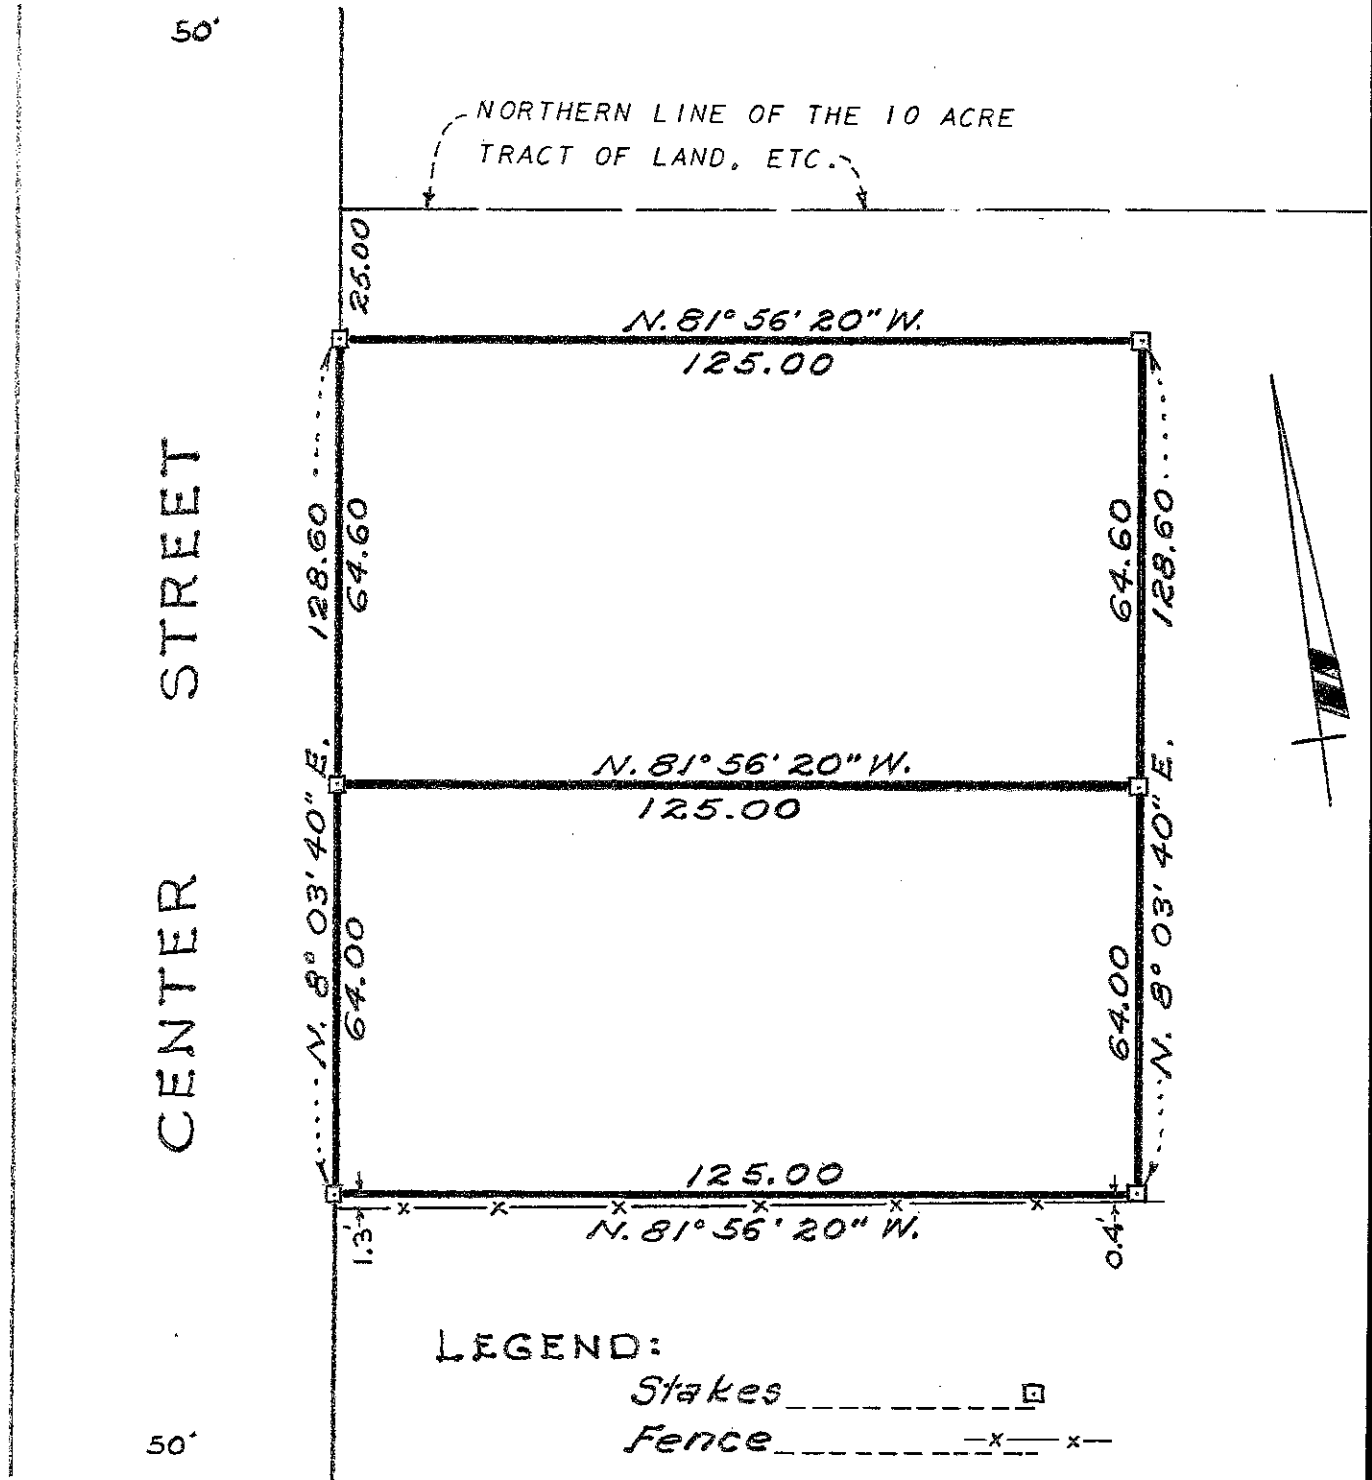 50'
NORTHERN LINE OF THE 10 ACRE
TRACT OF LAND, ETC.
25.00
N. 81° 56' 20" W.
125.00
STREET
128.60
64.60
64.60
128.60
N. 81° 56' 20" W.
125.00
CENTER
N. 8° 03' 40" E.
64.00
64.00
N. 8° 03' 40" E.
125.00
N. 81° 56' 20" W.
1.3'
0.4'
LEGEND:
Stakes
Fence
50'